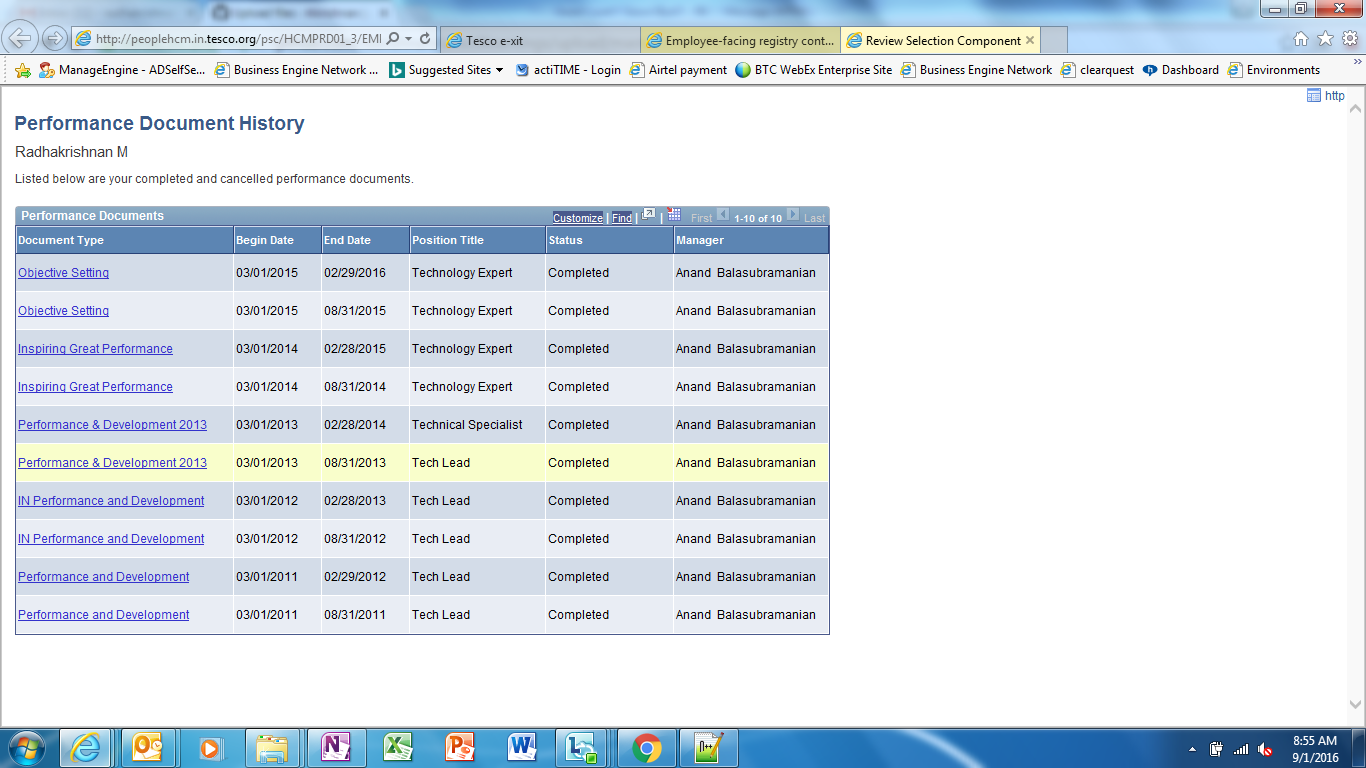 http://peoplehcm.in.tesco.org/psc/HCMPRD01_3/EMI
Tesco e-xit
Employee-facing registry cont...
Review Selection Component
ManageEngine - ADSelfSe...
Business Engine Network ...
Suggested Sites
actiTIME - Login
Airtel payment
BTC WebEx Enterprise Site
Business Engine Network
clearquest
Dashboard
Environments
http
Performance Document History
Radhakrishnan M
Listed below are your completed and cancelled performance documents.
Performance Documents Customize | Find | | First 1-10 of 10 Last
Document Type Begin Date End Date Position Title Status Manager
Objective Setting 03/01/2015 02/29/2016 Technology Expert Completed Anand Balasubramanian
Objective Setting 03/01/2015 08/31/2015 Technology Expert Completed Anand Balasubramanian
Inspiring Great Performance 03/01/2014 02/28/2015 Technology Expert Completed Anand Balasubramanian
Inspiring Great Performance 03/01/2014 08/31/2014 Technology Expert Completed Anand Balasubramanian
Performance & Development 2013 03/01/2013 02/28/2014 Technical Specialist Completed Anand Balasubramanian
Performance & Development 2013 03/01/2013 08/31/2013 Tech Lead Completed Anand Balasubramanian
IN Performance and Development 03/01/2012 02/28/2013 Tech Lead Completed Anand Balasubramanian
IN Performance and Development 03/01/2012 08/31/2012 Tech Lead Completed Anand Balasubramanian
Performance and Development 03/01/2011 02/29/2012 Tech Lead Completed Anand Balasubramanian
Performance and Development 03/01/2011 08/31/2011 Tech Lead Completed Anand Balasubramanian
8:55 AM
9/1/2016